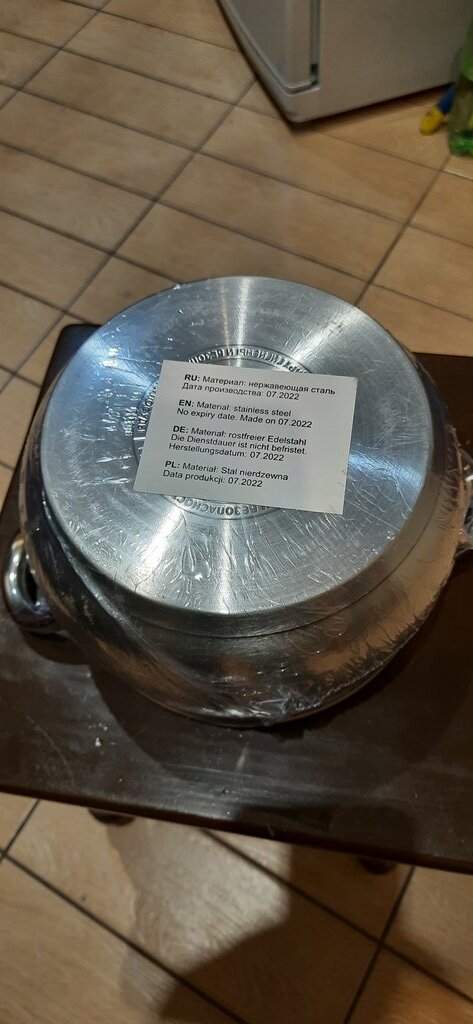 RU: Материал: нержавеющая сталь
Дата производства: 07.2022
EN: Material: stainless steel
No expiry date. Made on 07.2022
DE: Material: rostfreier Edelstahl
Die Dienstdauer ist nicht befristet.
Herstellungsdatum: 07.2022
PL: Materiał: Stal nierdzewna
Data produkcji: 07.2022